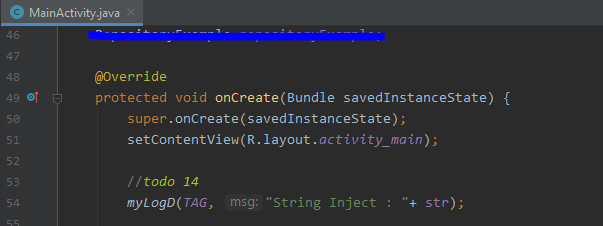 MainActivity.java
46
47
48 @Override
49 protected void onCreate(Bundle savedInstanceState) {
50 super.onCreate(savedInstanceState);
51 setContentView(R.layout.activity_main);
52
53 //todo 14
54 myLogD(TAG, msg: "String Inject : "+ str);
55